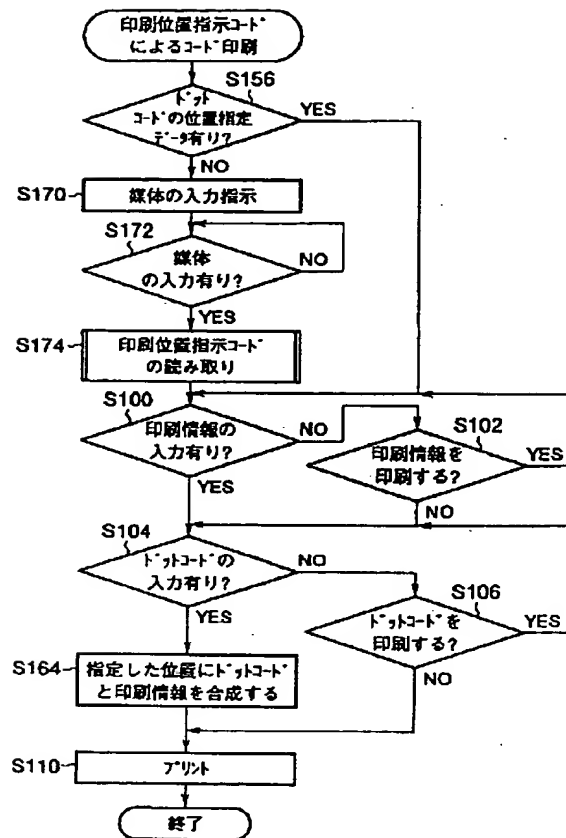 印刷位置指示コード
によるコード印刷
S156
ドット
コードの位置指定
データ有り?
YES
NO
S170
媒体の入力指示
S172
媒体
の入力有り?
NO
YES
S174
印刷位置指示コード
の読み取り
S100
印刷情報の
入力有り?
NO
S102
印刷情報を
印刷する?
YES
YES
NO
S104
ドットコードの
入力有り?
NO
S106
ドットコードを
印刷する?
YES
YES
NO
S164
指定した位置にドットコード
と印刷情報を合成する
S110
プリント
終了